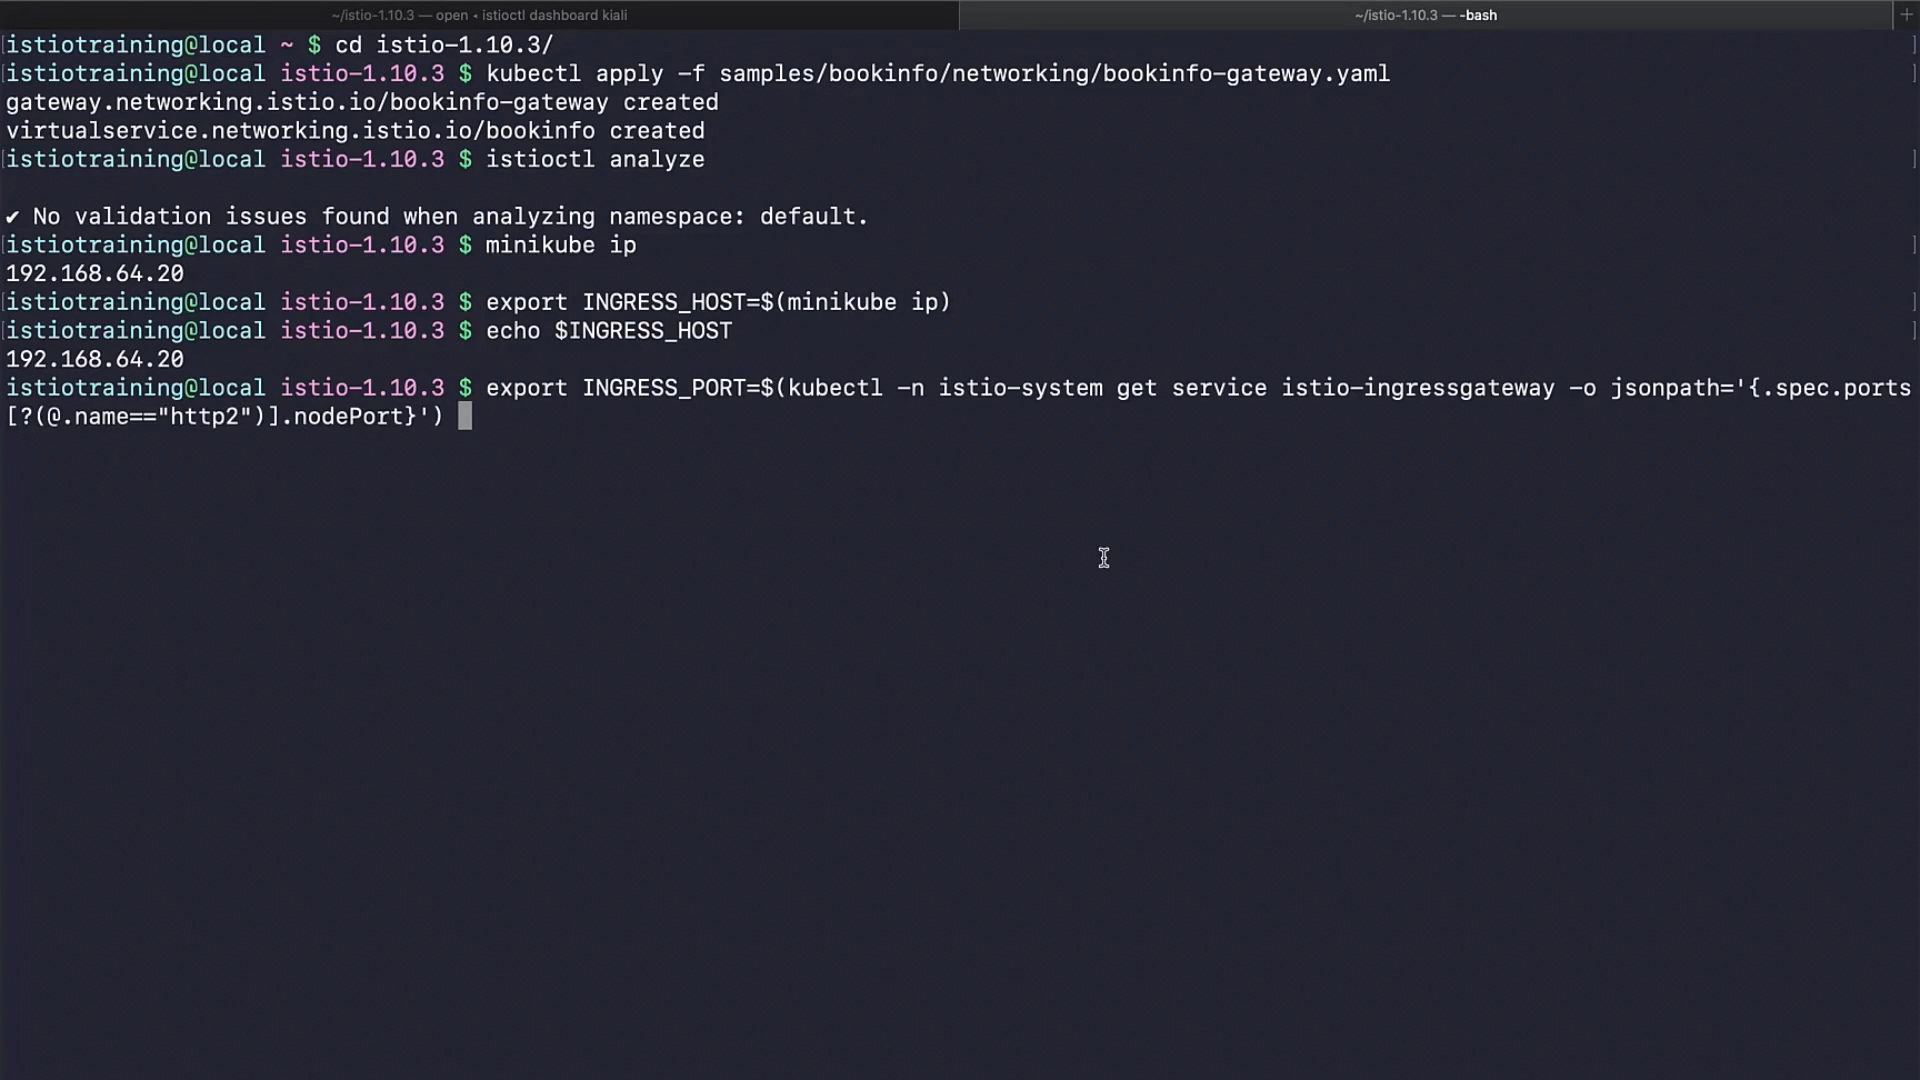 ~/istio-1.10.3 — open • istioctl dashboard kiali
~/istio-1.10.3 — -bash
istiotraining@local ~ $ cd istio-1.10.3/
istiotraining@local istio-1.10.3 $ kubectl apply -f samples/bookinfo/networking/bookinfo-gateway.yaml
gateway.networking.istio.io/bookinfo-gateway created
virtualservice.networking.istio.io/bookinfo created
istiotraining@local istio-1.10.3 $ istioctl analyze
✔ No validation issues found when analyzing namespace: default.
istiotraining@local istio-1.10.3 $ minikube ip
192.168.64.20
istiotraining@local istio-1.10.3 $ export INGRESS_HOST=$(minikube ip)
istiotraining@local istio-1.10.3 $ echo $INGRESS_HOST
192.168.64.20
istiotraining@local istio-1.10.3 $ export INGRESS_PORT=$(kubectl -n istio-system get service istio-ingressgateway -o jsonpath='{.spec.ports
[?(@.name=="http2")].nodePort}')